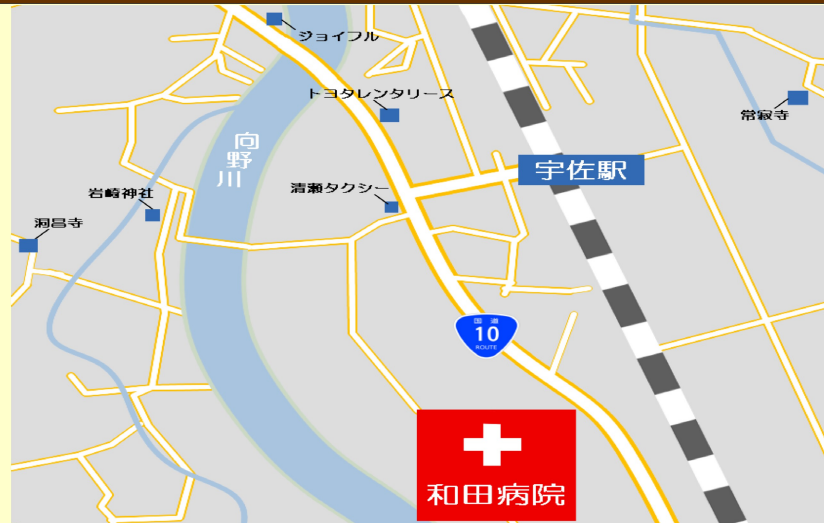 ジョイフル
トヨタレンタリース
常寂寺
向野川
宇佐駅
清瀬タクシー
岩崎神社
洞昌寺
国道
10
ROUTE
和田病院